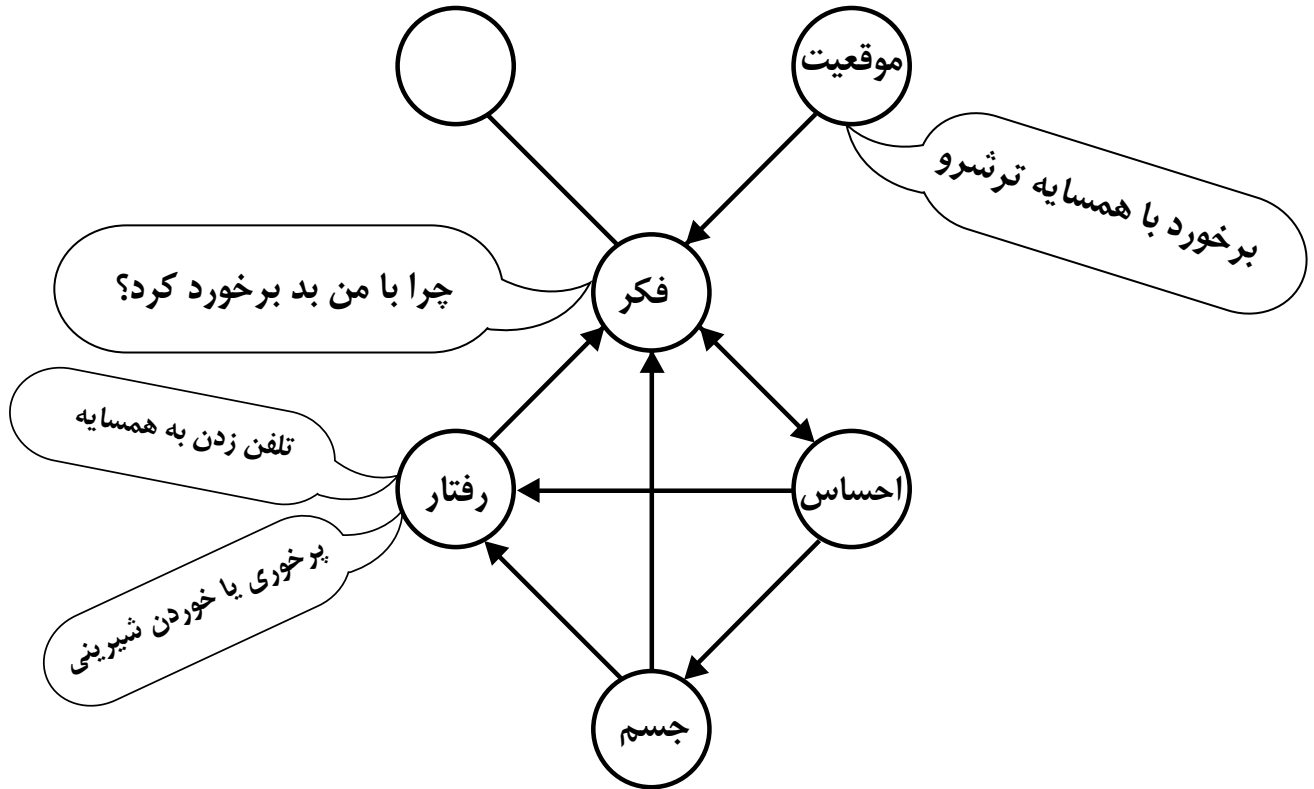 موقعیت
برخورد با همسایه ترشرو
فکر
چرا با من بد برخورد کرد؟
احساس
رفتار
تلفن زدن به همسایه
پرخوری یا خوردن شیرینی
جسم